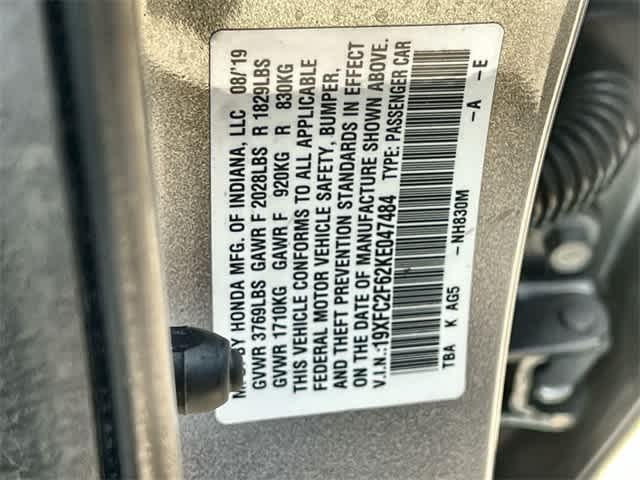 MFD BY HONDA MFG. OF INDIANA, LLC 08/'19
GVWR 3769LBS GAWR F 2028LBS R 1829LBS
GVWR 1710KG GAWR F 920KG R 830KG
THIS VEHICLE CONFORMS TO ALL APPLICABLE
FEDERAL MOTOR VEHICLE SAFETY, BUMPER,
AND THEFT PREVENTION STANDARDS IN EFFECT
ON THE DATE OF MANUFACTURE SHOWN ABOVE.
V.I.N.:19XFC2F62KE047484 TYPE: PASSENGER CAR
TBA K AG5 -NH830M -A -E